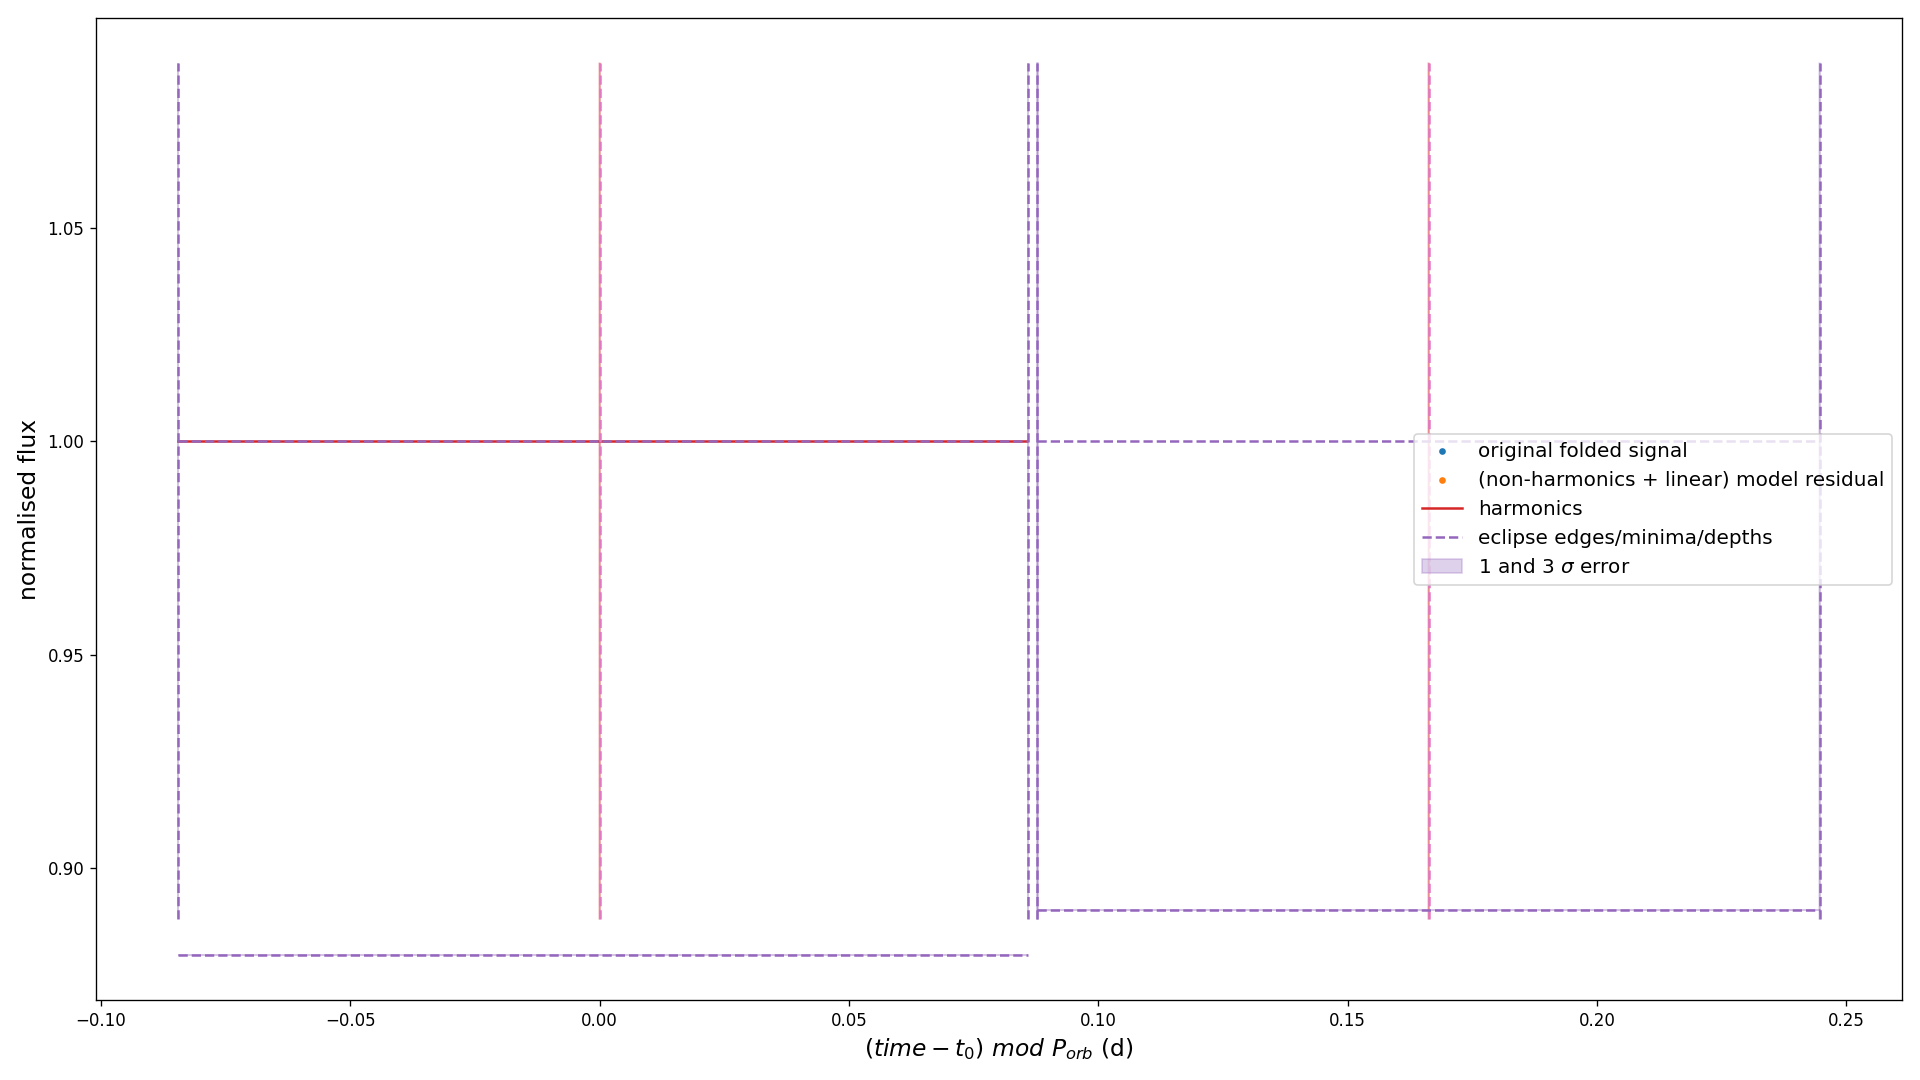 normalised flux
1.05
1.00
0.95
0.90
original folded signal
(non-harmonics + linear) model residual
harmonics
eclipse edges/minima/depths
1 and 3 σ error
−0.10
−0.05
0.00
0.05
0.10
0.15
0.20
0.25
(time − t₀) mod Pₒᵣb (d)